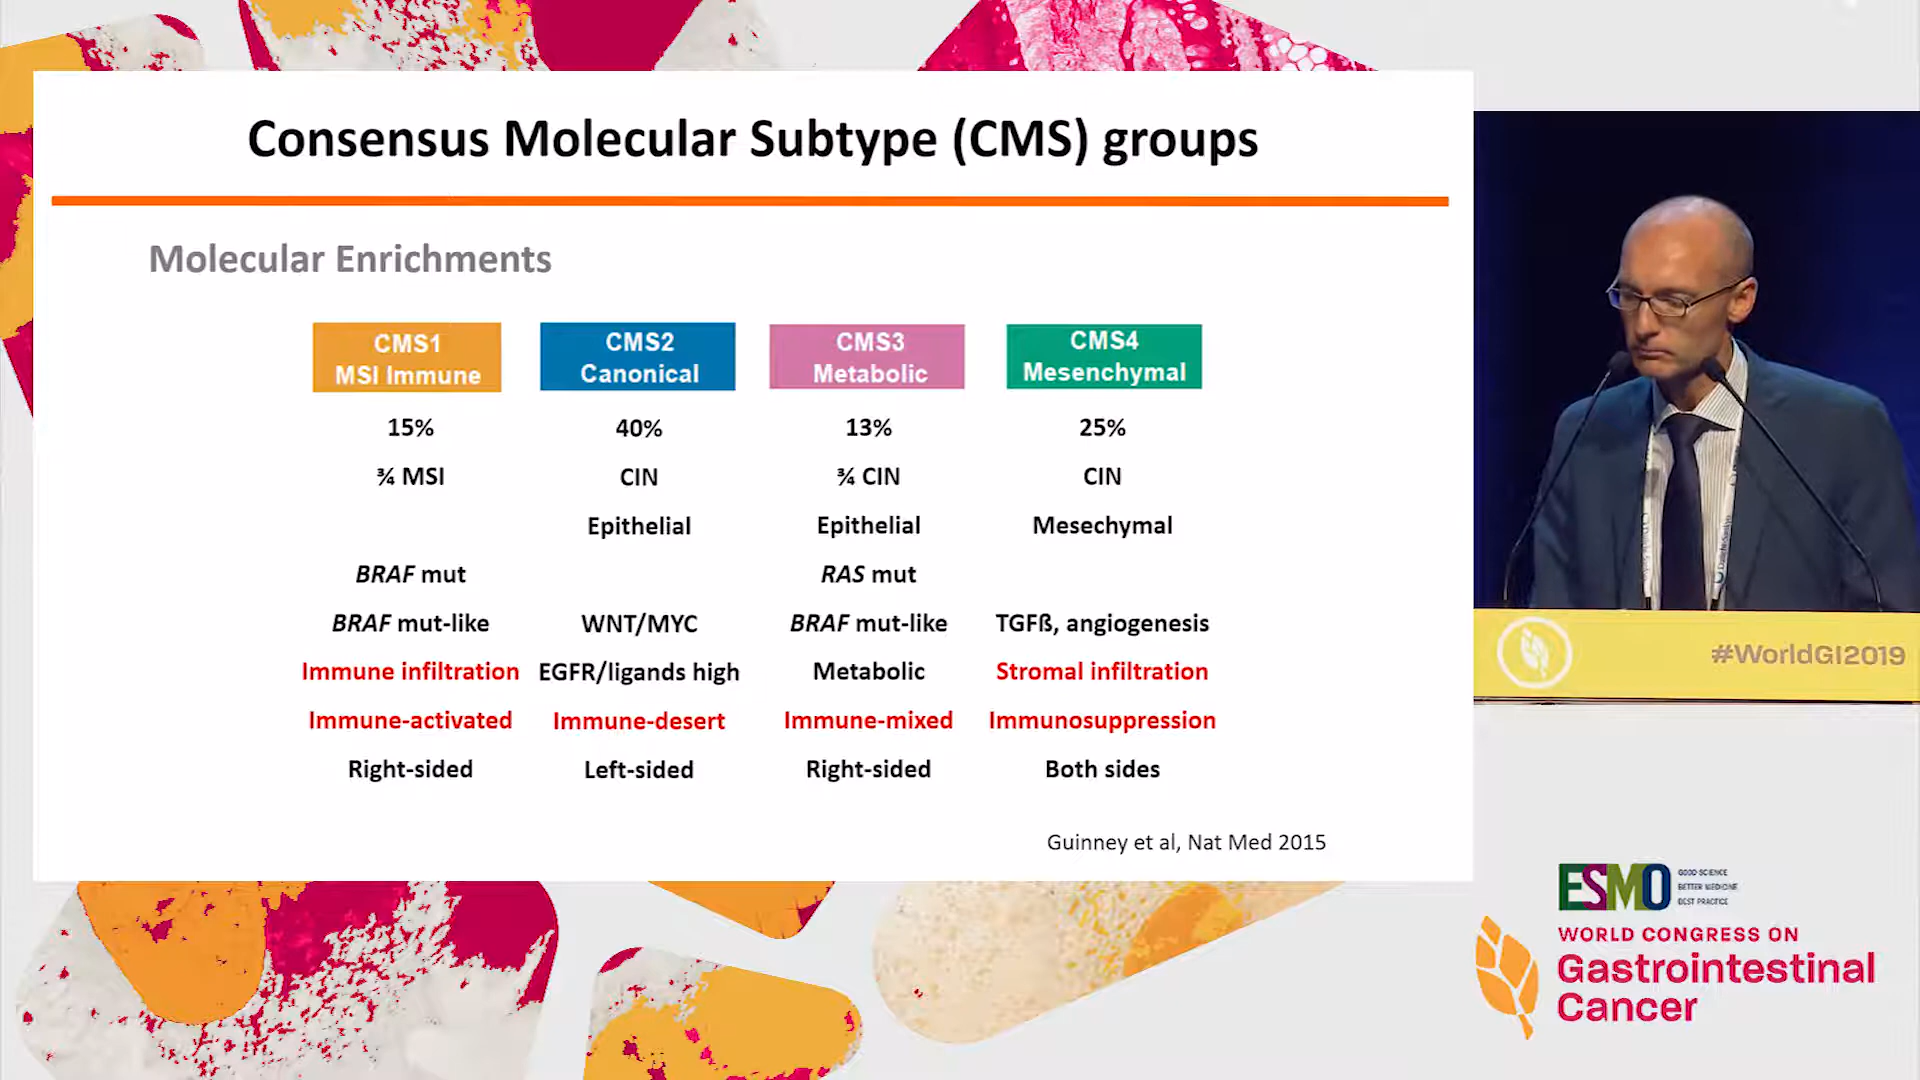 Consensus Molecular Subtype (CMS) groups
Molecular Enrichments
CMS1 CMS2 CMS3 CMS4
MSI Immune Canonical Metabolic Mesenchymal
15% 40% 13% 25%
¾ MSI CIN ¾ CIN CIN
Epithelial Epithelial Mesechymal
BRAF mut RAS mut
BRAF mut-like WNT/MYC BRAF mut-like TGFß, angiogenesis
Immune infiltration EGFR/ligands high Metabolic Stromal infiltration
Immune-activated Immune-desert Immune-mixed Immunosuppression
Right-sided Left-sided Right-sided Both sides
Guinney et al, Nat Med 2015
#WorldGI2019
ESMO
GOOD SCIENCE
BETTER MEDICINE
BEST PRACTICE
WORLD CONGRESS ON
Gastrointestinal
Cancer